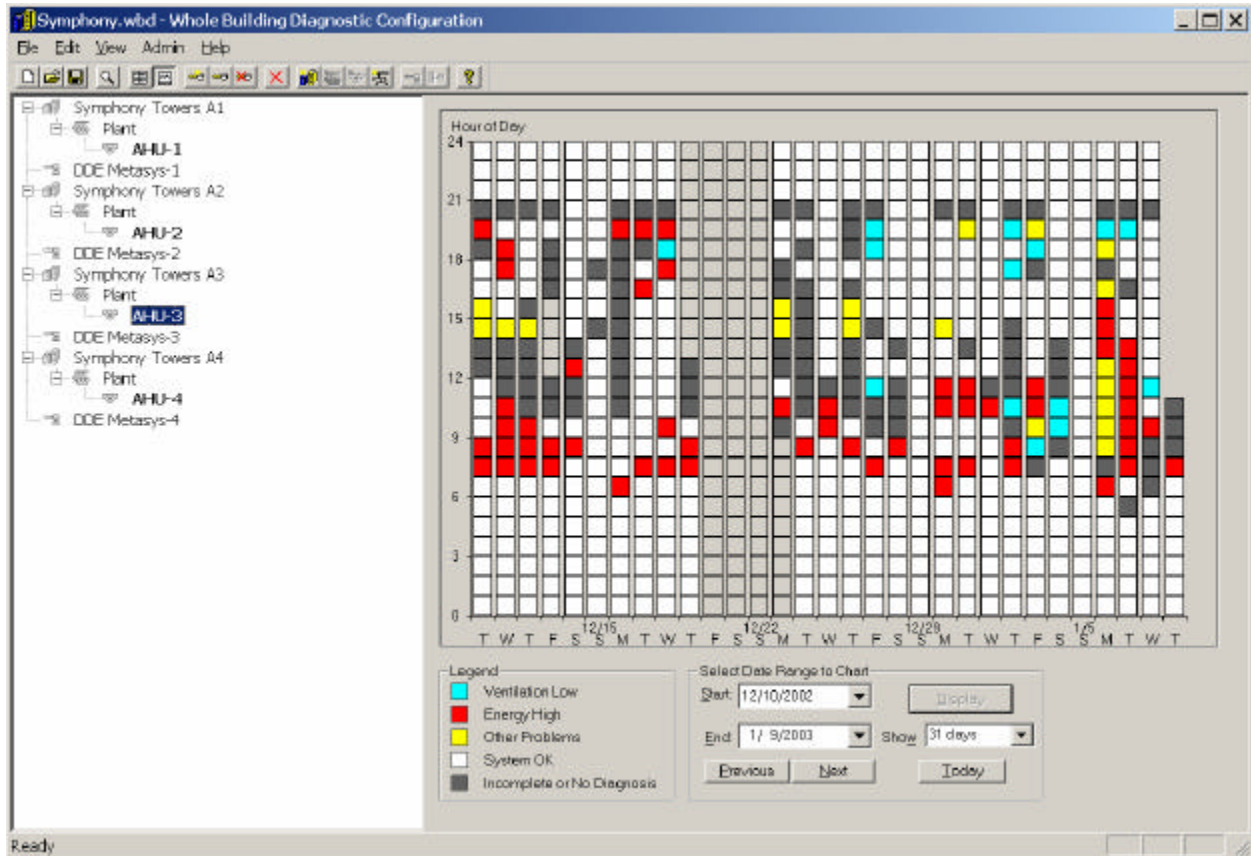 Symphony.wbd - Whole Building Diagnostic Configuration
File Edit View Admin Help
Symphony Towers A1
Plant
AHU-1
DDE Metasys-1
Symphony Towers A2
Plant
AHU-2
DDE Metasys-2
Symphony Towers A3
Plant
AHU-3
DDE Metasys-3
Symphony Towers A4
Plant
AHU-4
DDE Metasys-4
Hour of Day
24
21
18
15
12
9
6
3
0
12/15 12/22 12/29 1/5
T W T F S S M T W T F S S M T W T F S S M T W T F S S M T W T
Legend
Ventilation Low
Energy High
Other Problems
System OK
Incomplete or No Diagnosis
Select Date Range to Chart
Start: 12/10/2002 Display
End: 1/ 9/2003 Show 31 days
Previous Next Today
Ready